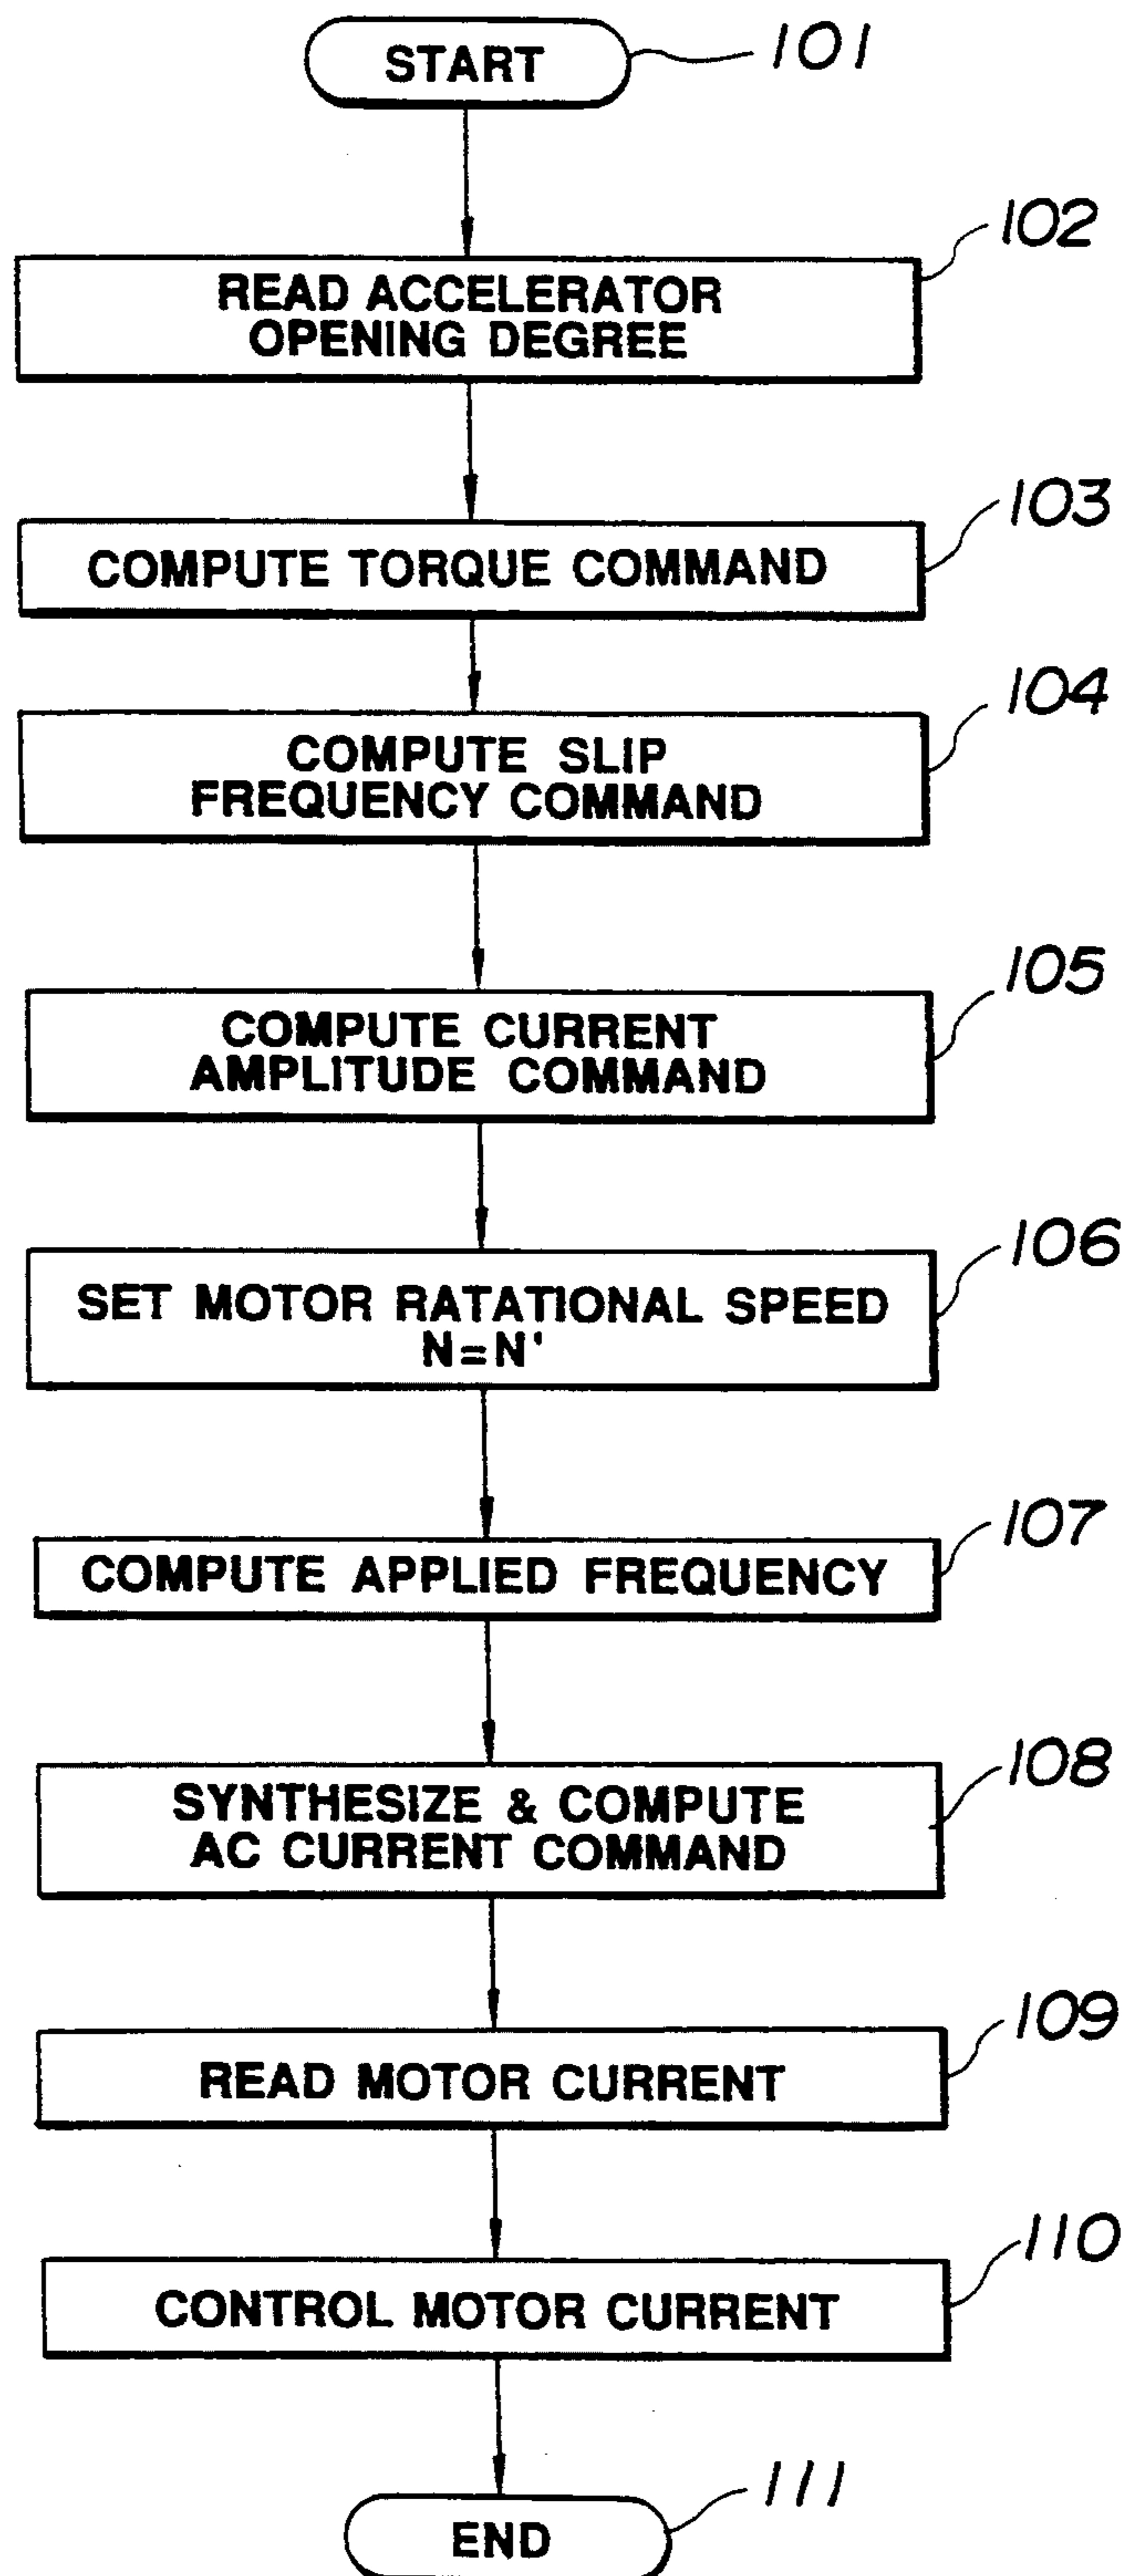 START
101
102
READ ACCELERATOR
OPENING DEGREE
103
COMPUTE TORQUE COMMAND
104
COMPUTE SLIP
FREQUENCY COMMAND
105
COMPUTE CURRENT
AMPLITUDE COMMAND
106
SET MOTOR RATATIONAL SPEED
N=N'
107
COMPUTE APPLIED FREQUENCY
108
SYNTHESIZE & COMPUTE
AC CURRENT COMMAND
109
READ MOTOR CURRENT
110
CONTROL MOTOR CURRENT
111
END